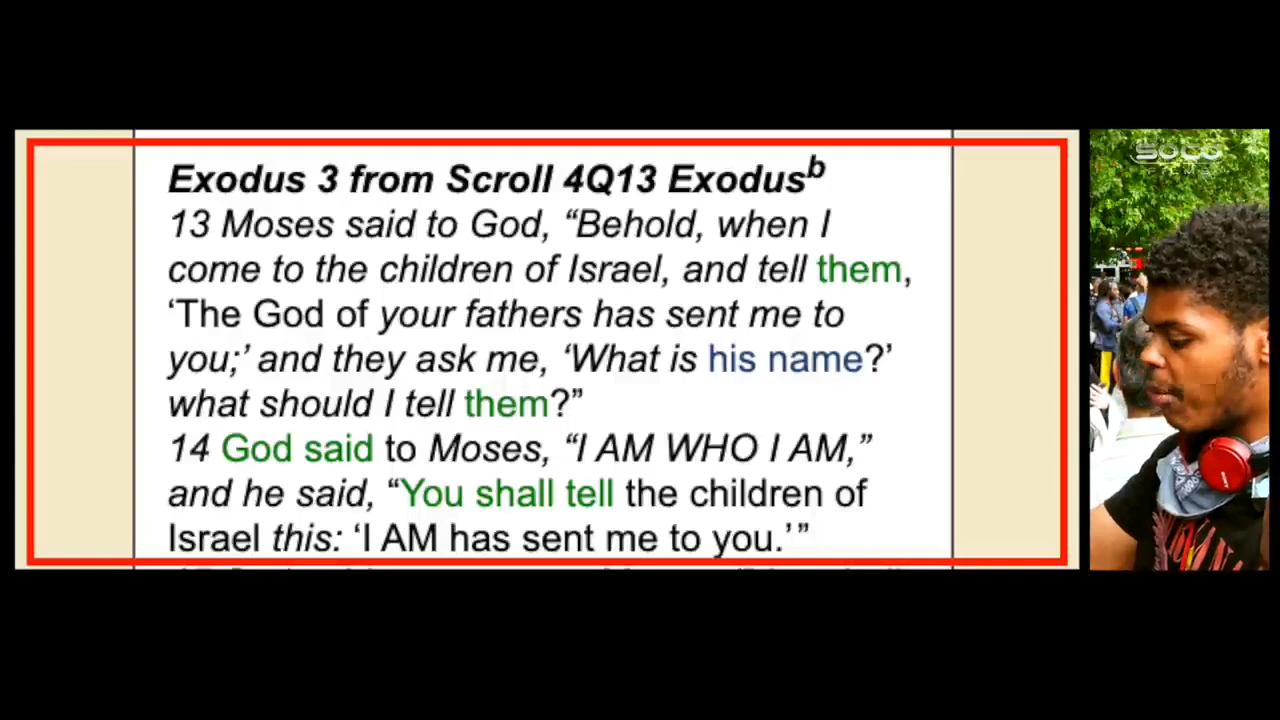 Exodus 3 from Scroll 4Q13 Exodusᵇ
13 Moses said to God, “Behold, when I
come to the children of Israel, and tell them,
‘The God of your fathers has sent me to
you;’ and they ask me, ‘What is his name?’
what should I tell them?”
14 God said to Moses, “I AM WHO I AM,”
and he said, “You shall tell the children of
Israel this: ‘I AM has sent me to you.’”
SOCO
FILMS